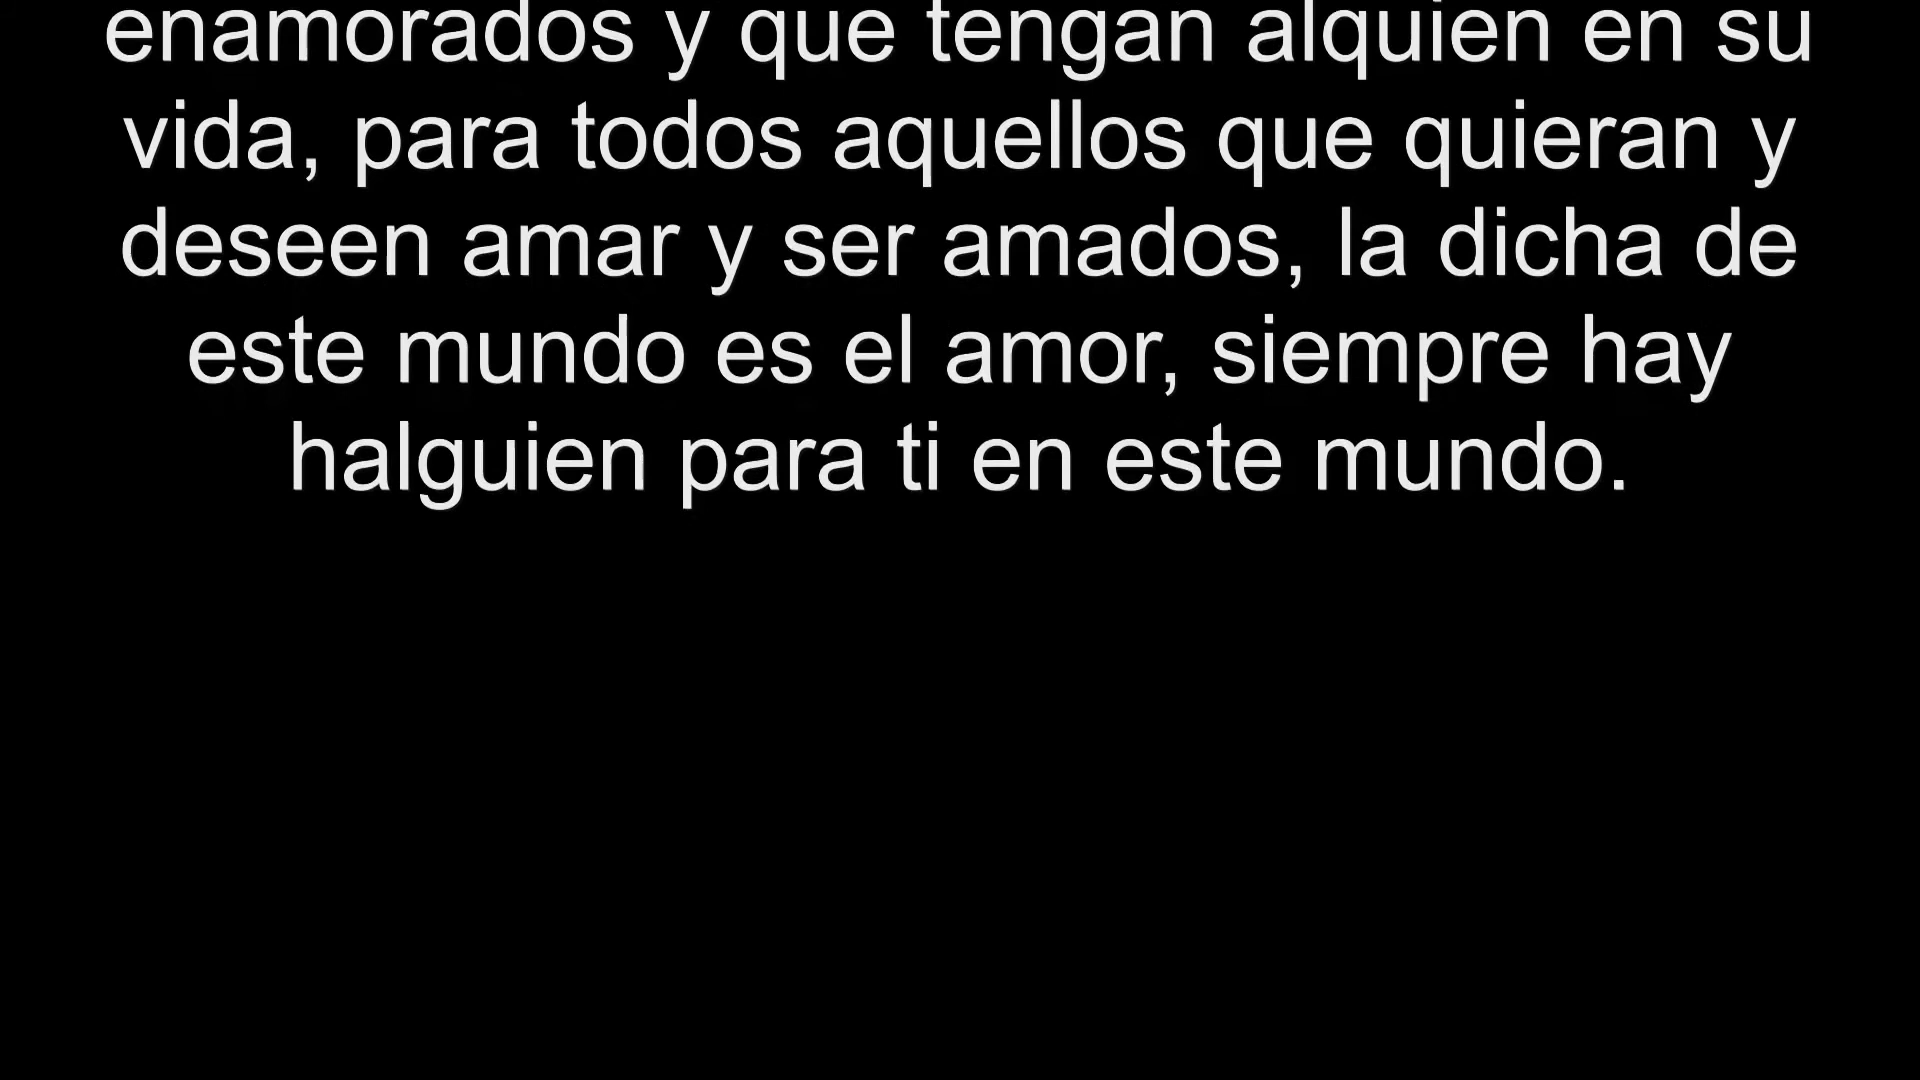 enamorados y que tengan alquien en su
vida, para todos aquellos que quieran y
deseen amar y ser amados, la dicha de
este mundo es el amor, siempre hay
halguien para ti en este mundo.